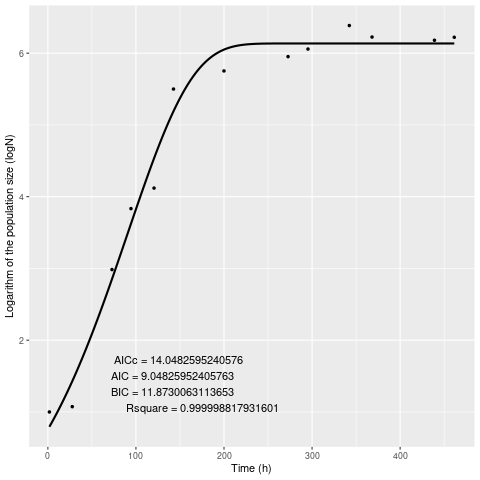 Logarithm of the population size (logN)
6
4
2
AICc = 14.0482595240576
AIC = 9.04825952405763
BIC = 11.8730063113653
Rsquare = 0.999998817931601
0
100
200
300
400
Time (h)